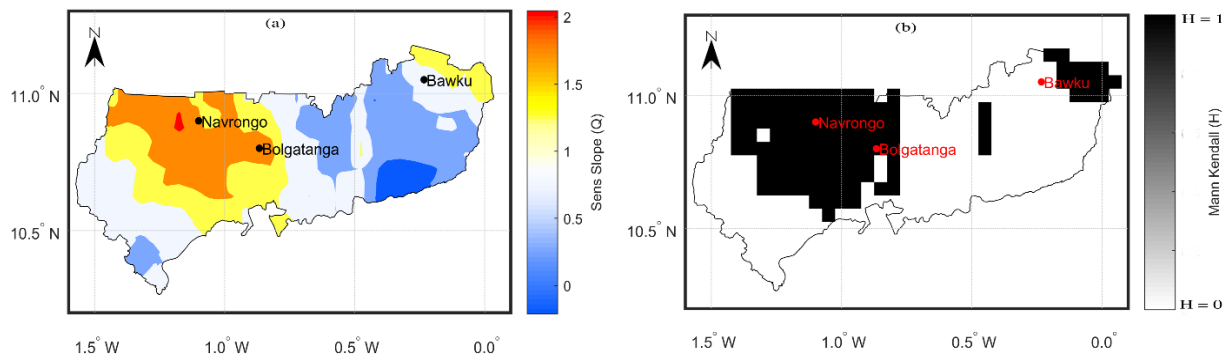 (a)
N
11.0° N
10.5° N
Bawku
Navrongo
Bolgatanga
1.5° W
1.0° W
0.5° W
0.0°
2
1.5
1
0.5
0
Sens Slope (Q)
(b)
N
11.0° N
10.5° N
Bawku
Navrongo
Bolgatanga
1.5° W
1.0° W
0.5° W
0.0°
H = 1
H = 0
Mann Kendall (H)